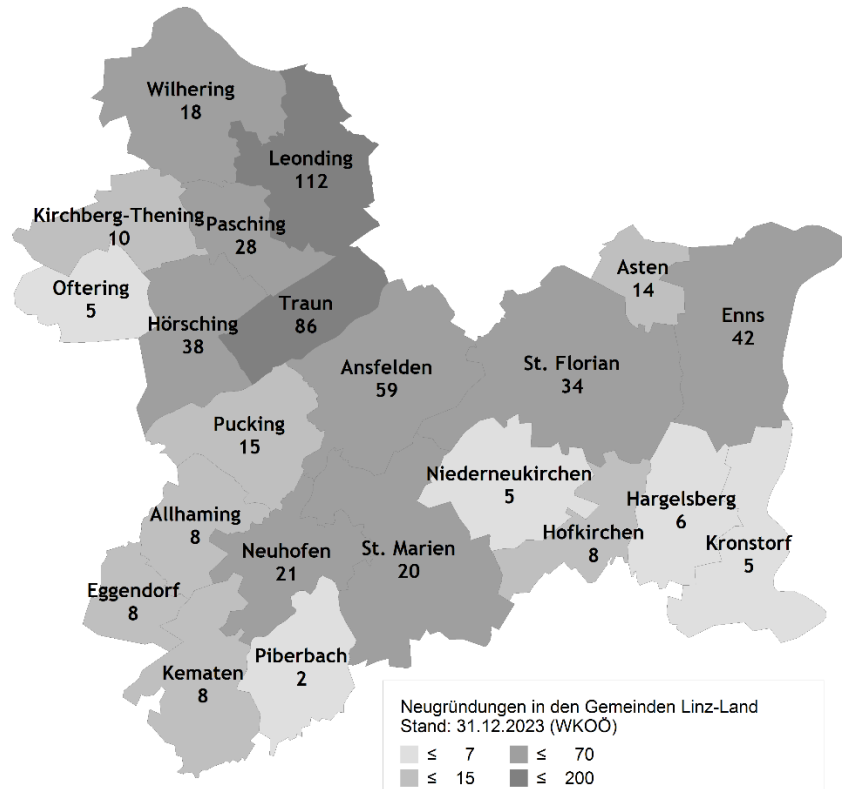 Wilhering
18
Leonding
112
Kirchberg-Thening
10
Pasching
28
Oftering
5
Hörsching
38
Traun
86
Asten
14
Enns
42
Ansfelden
59
St. Florian
34
Pucking
15
Niederneukirchen
5
Hargelsberg
6
Allhaming
8
Neuhofen
21
St. Marien
20
Hofkirchen
8
Kronstorf
5
Eggendorf
8
Kematen
8
Piberbach
2
Neugründungen in den Gemeinden Linz-Land
Stand: 31.12.2023 (WKOÖ)
≤ 7 ≤ 70
≤ 15 ≤ 200